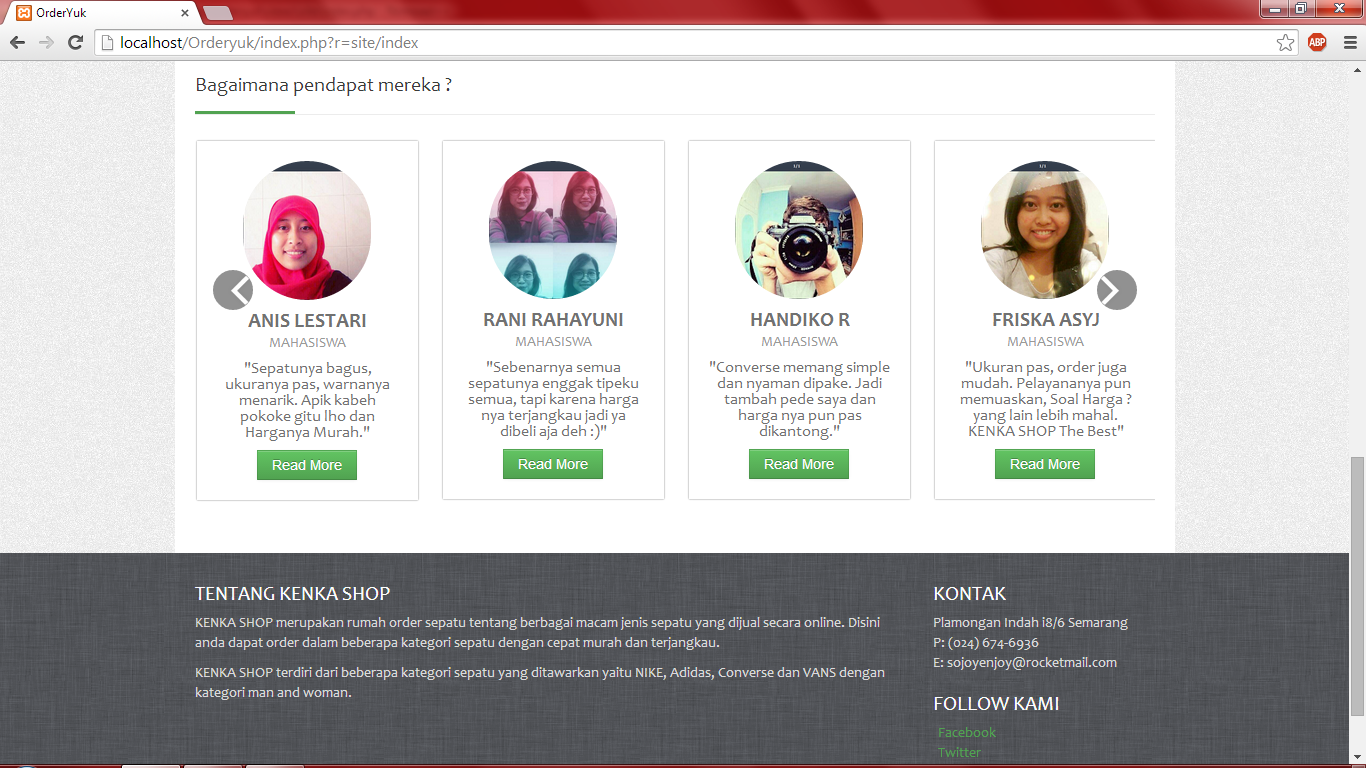 OrderYuk
localhost/Orderyuk/index.php?r=site/index
ABP
Bagaimana pendapat mereka ?
1/1
1/1
ANIS LESTARI
MAHASISWA
"Sepatunya bagus,
ukuranya pas, warnanya
menarik. Apik kabeh
pokoke gitu lho dan
Harganya Murah."
Read More
RANI RAHAYUNI
MAHASISWA
"Sebenarnya semua
sepatunya enggak tipeku
semua, tapi karena harga
nya terjangkau jadi ya
dibeli aja deh :)"
Read More
HANDIKO R
MAHASISWA
"Converse memang simple
dan nyaman dipake. Jadi
tambah pede saya dan
harga nya pun pas
dikantong."
Read More
FRISKA ASYJ
MAHASISWA
"Ukuran pas, order juga
mudah. Pelayananya pun
memuaskan, Soal Harga ?
yang lain lebih mahal.
KENKA SHOP The Best"
Read More
TENTANG KENKA SHOP
KENKA SHOP merupakan rumah order sepatu tentang berbagai macam jenis sepatu yang dijual secara online. Disini
anda dapat order dalam beberapa kategori sepatu dengan cepat murah dan terjangkau.
KENKA SHOP terdiri dari beberapa kategori sepatu yang ditawarkan yaitu NIKE, Adidas, Converse dan VANS dengan
kategori man and woman.
KONTAK
Plamongan Indah i8/6 Semarang
P: (024) 674-6936
E: sojoyenjoy@rocketmail.com
FOLLOW KAMI
Facebook
Twitter